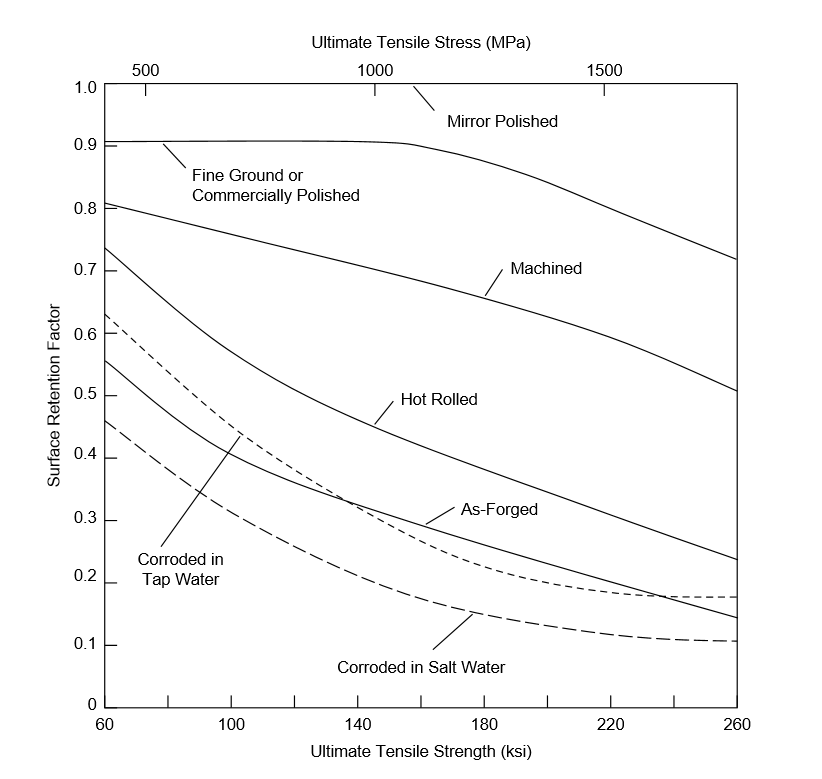 Ultimate Tensile Stress (MPa)
500 1000 1500
1.0
Mirror Polished
0.9
Fine Ground or
Commercially Polished
0.8
0.7
Machined
0.6
0.5
Hot Rolled
0.4
As-Forged
0.3
Corroded in
Tap Water
0.2
0.1
Corroded in Salt Water
0
Surface Retention Factor
60 100 140 180 220 260
Ultimate Tensile Strength (ksi)